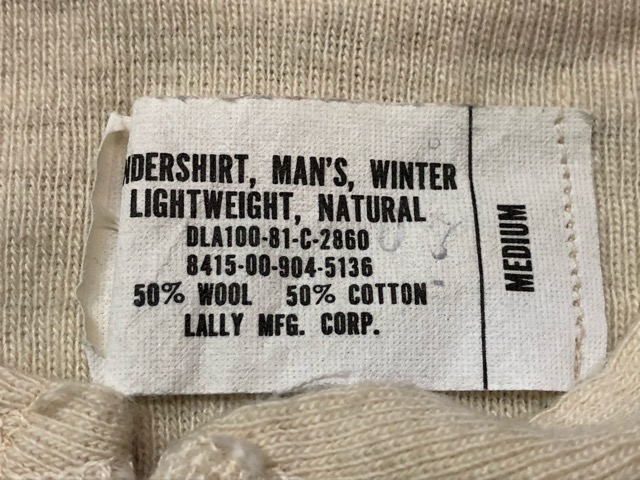 NDERSHIRT, MAN'S, WINTER
LIGHTWEIGHT, NATURAL
DLA100-81-C-2860
8415-00-904-5136
50% WOOL 50% COTTON
LALLY MFG. CORP.
MEDIUM